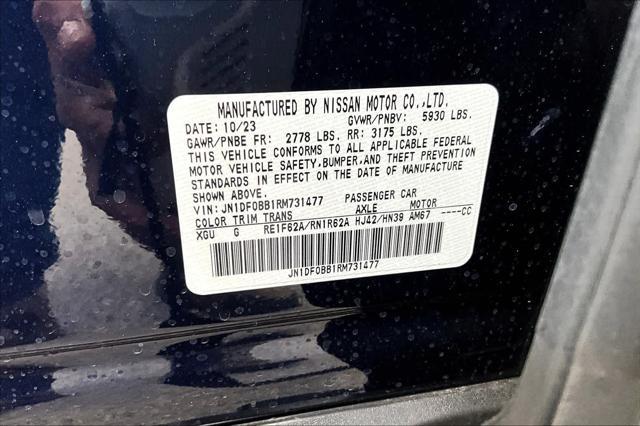 MANUFACTURED BY NISSAN MOTOR CO.,LTD.
DATE: 10/23 GVWR/PNBV: 5930 LBS.
GAWR/PNBE FR: 2778 LBS. RR: 3175 LBS.
THIS VEHICLE CONFORMS TO ALL APPLICABLE FEDERAL
MOTOR VEHICLE SAFETY, BUMPER, AND THEFT PREVENTION
STANDARDS IN EFFECT ON THE DATE OF MANUFACTURE
SHOWN ABOVE.
VIN: JN1DF0BB1RM731477 PASSENGER CAR
COLOR TRIM TRANS AXLE MOTOR
XGU G RE1F62A/RN1R62A HJ42/HN39 AM67 ----CC
JN1DF0BB1RM731477